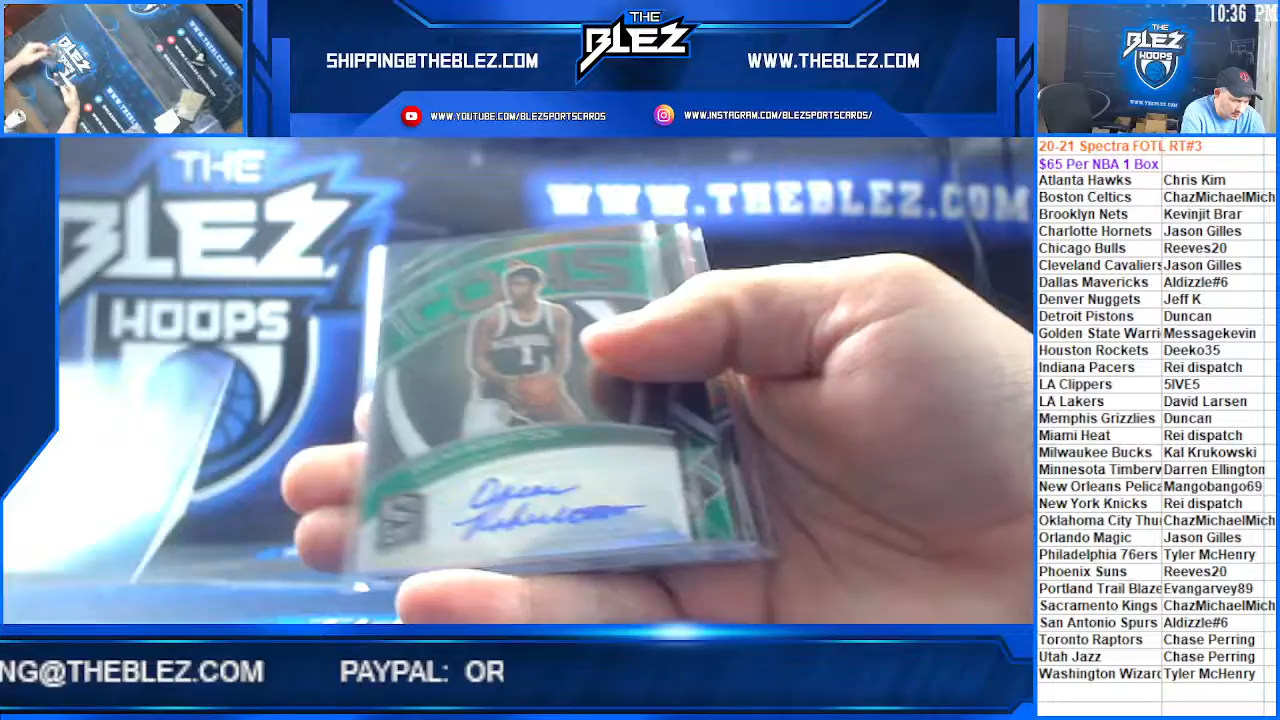 10:36 PM
THE
BLEZ
SHIPPING@THEBLEZ.COM
WWW.THEBLEZ.COM
WWW.YOUTUBE.COM/BLEZSPORTSCARDS
WWW.INSTAGRAM.COM/BLEZSPORTSCARDS/
THE
BLEZ
HOOPS
WWW.THEBLEZ.COM
ICONS
1
THE
BLEZ
HOOPS
20-21 Spectra FOTL RT#3
$65 Per NBA 1 Box
Atlanta Hawks Chris Kim
Boston Celtics ChazMichaelMich
Brooklyn Nets Kevinjit Brar
Charlotte Hornets Jason Gilles
Chicago Bulls Reeves20
Cleveland Cavaliers Jason Gilles
Dallas Mavericks Aldizzle#6
Denver Nuggets Jeff K
Detroit Pistons Duncan
Golden State Warri Messagekevin
Houston Rockets Deeko35
Indiana Pacers Rei dispatch
LA Clippers 5IVE5
LA Lakers David Larsen
Memphis Grizzlies Duncan
Miami Heat Rei dispatch
Milwaukee Bucks Kal Krukowski
Minnesota Timberw Darren Ellington
New Orleans Pelica Mangobango69
New York Knicks Rei dispatch
Oklahoma City Thu ChazMichaelMich
Orlando Magic Jason Gilles
Philadelphia 76ers Tyler McHenry
Phoenix Suns Reeves20
Portland Trail Blaze Evangarvey89
Sacramento Kings ChazMichaelMich
San Antonio Spurs Aldizzle#6
Toronto Raptors Chase Perring
Utah Jazz Chase Perring
Washington Wizard Tyler McHenry
NG@THEBLEZ.COM PAYPAL: OR